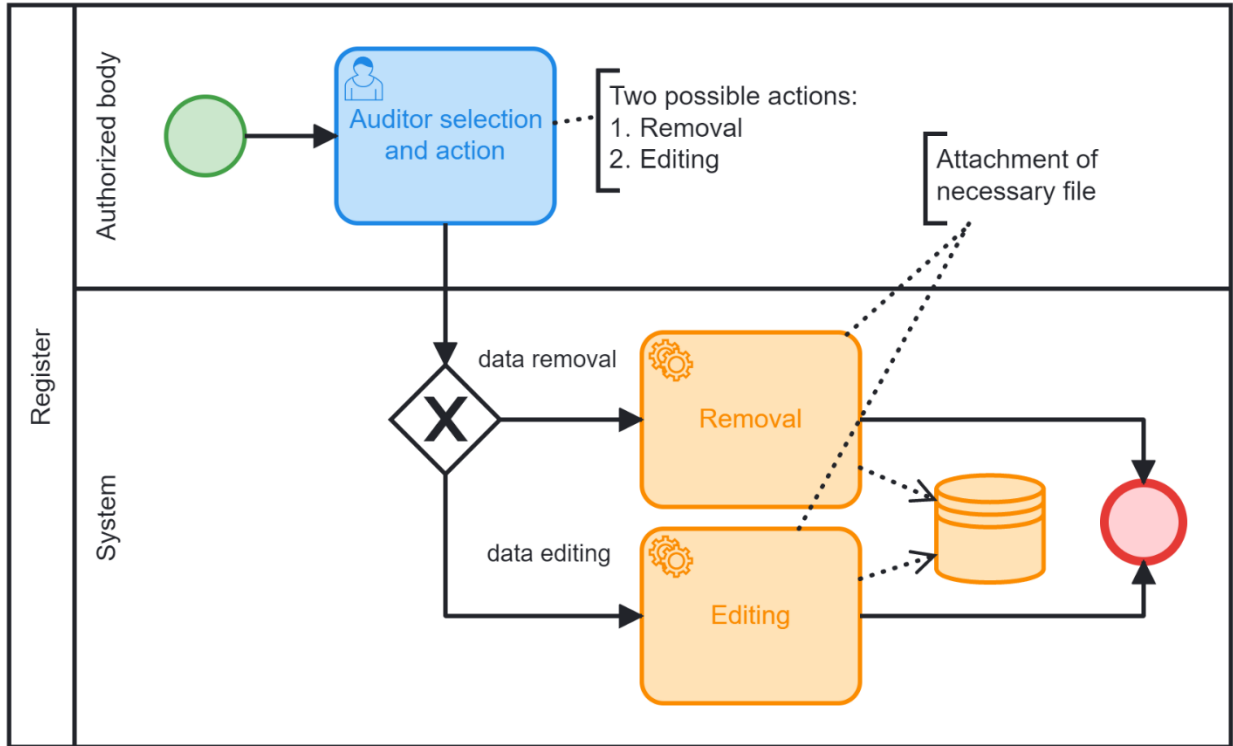 Register
Authorized body
Auditor selection
and action
Two possible actions:
1. Removal
2. Editing
Attachment of
necessary file
System
X
data removal
Removal
data editing
Editing